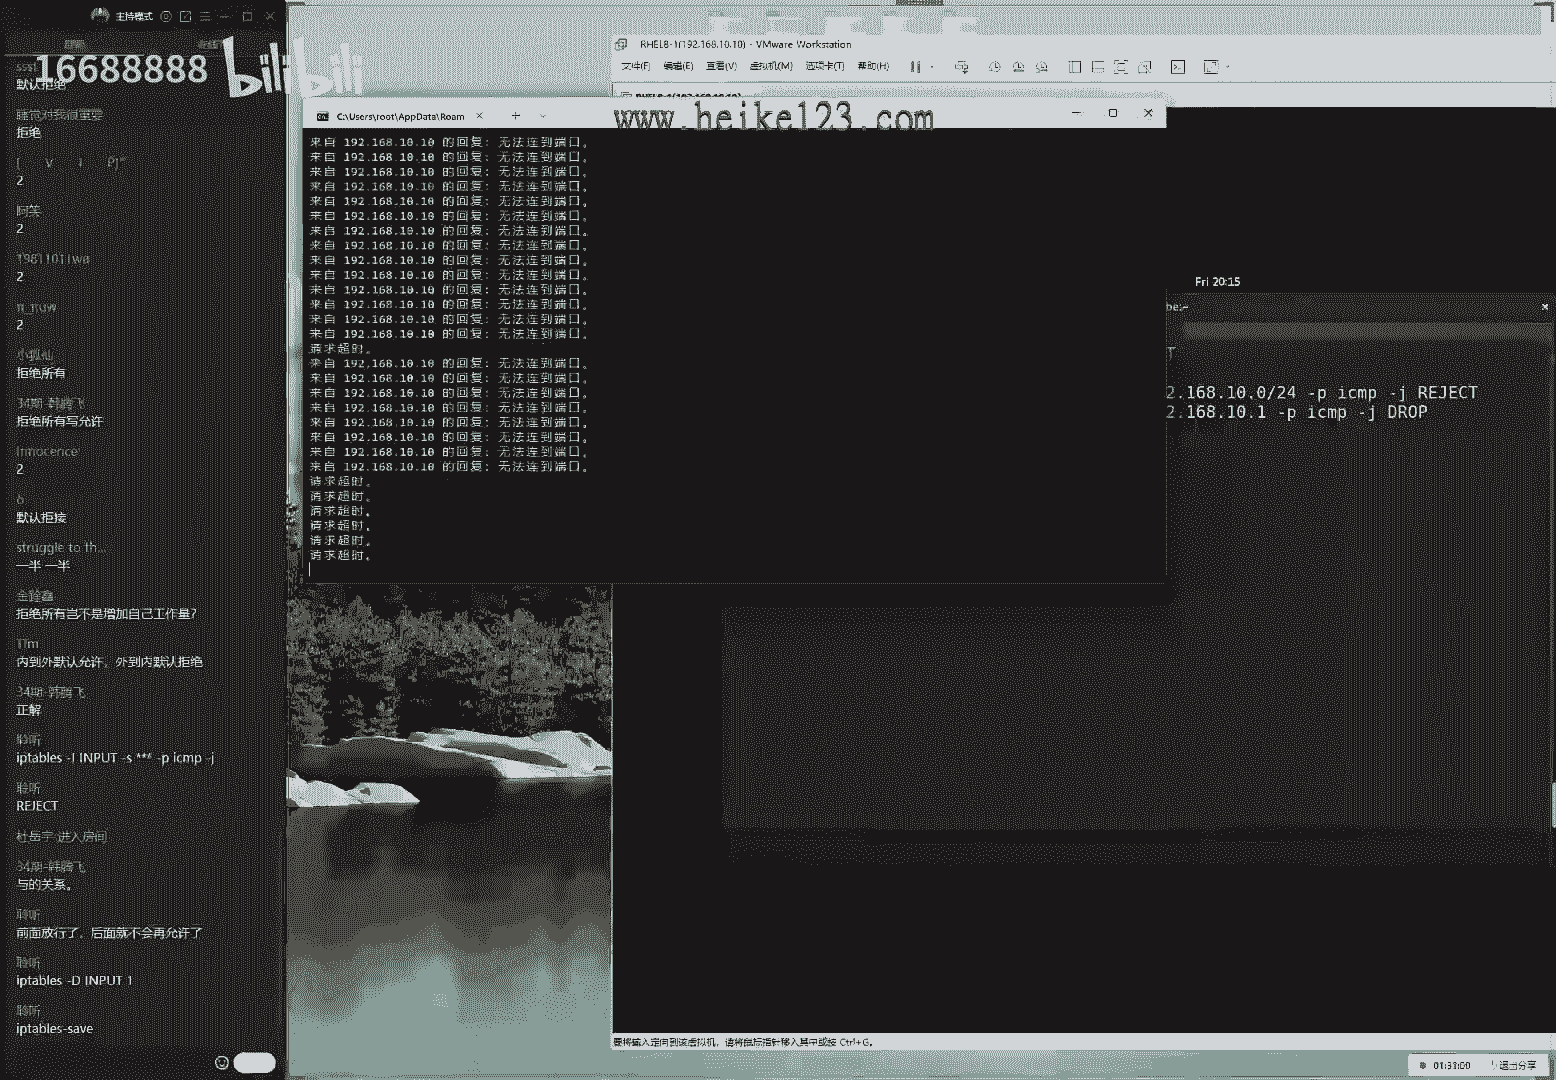 主持模式
16688888
bilibili
默认拒绝
睡觉对我很重要
拒绝
2
阿笑
2
2
2
小狐仙
拒绝所有
34期-韩腾飞
拒绝所有写允许
Innocence
2
默认拒接
struggle to th...
一半 一半
拒绝所有岂不是增加自己工作量?
内到外默认允许，外到内默认拒绝
34期-韩腾飞
正解
聆听
iptables -I INPUT -s *** -p icmp -j
聆听
REJECT
杜岳宇 进入房间
34期-韩腾飞
与的关系。
聆听
前面放行了，后面就不会再允许了
聆听
iptables -D INPUT 1
聆听
iptables-save
RHEL8-1(192.168.10.10) - VMware Workstation
文件(F) 编辑(E) 查看(V) 虚拟机(M) 选项卡(T) 帮助(H)
www.heike123.com
C:\Users\root\AppData\Roam
来自 192.168.10.10 的回复: 无法连到端口。
来自 192.168.10.10 的回复: 无法连到端口。
来自 192.168.10.10 的回复: 无法连到端口。
来自 192.168.10.10 的回复: 无法连到端口。
来自 192.168.10.10 的回复: 无法连到端口。
来自 192.168.10.10 的回复: 无法连到端口。
来自 192.168.10.10 的回复: 无法连到端口。
来自 192.168.10.10 的回复: 无法连到端口。
来自 192.168.10.10 的回复: 无法连到端口。
来自 192.168.10.10 的回复: 无法连到端口。
来自 192.168.10.10 的回复: 无法连到端口。
来自 192.168.10.10 的回复: 无法连到端口。
来自 192.168.10.10 的回复: 无法连到端口。
来自 192.168.10.10 的回复: 无法连到端口。
请求超时。
来自 192.168.10.10 的回复: 无法连到端口。
来自 192.168.10.10 的回复: 无法连到端口。
来自 192.168.10.10 的回复: 无法连到端口。
来自 192.168.10.10 的回复: 无法连到端口。
来自 192.168.10.10 的回复: 无法连到端口。
来自 192.168.10.10 的回复: 无法连到端口。
来自 192.168.10.10 的回复: 无法连到端口。
来自 192.168.10.10 的回复: 无法连到端口。
请求超时。
请求超时。
请求超时。
请求超时。
请求超时。
请求超时。
Fri 20:15
be:~
2.168.10.0/24 -p icmp -j REJECT
2.168.10.1 -p icmp -j DROP
要将输入定向到该虚拟机，请将鼠标指针移入其中或按 Ctrl+G。
01:33:00
退出分享